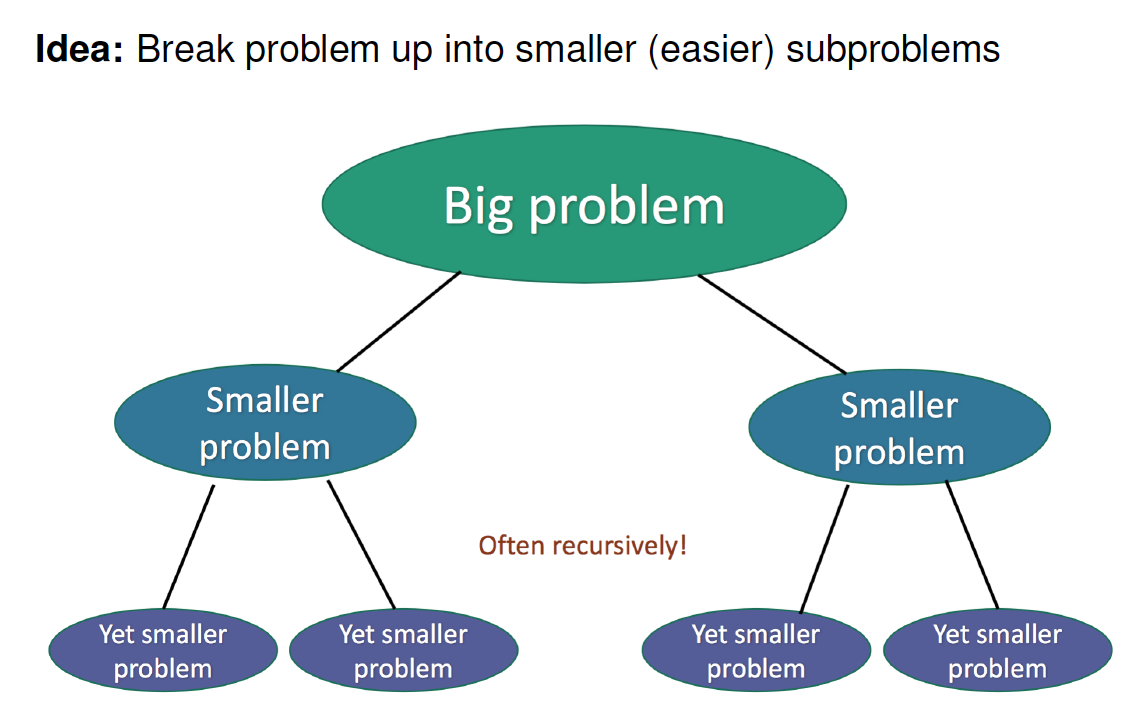 Idea: Break problem up into smaller (easier) subproblems
Big problem
Smaller
problem
Smaller
problem
Often recursively!
Yet smaller
problem
Yet smaller
problem
Yet smaller
problem
Yet smaller
problem